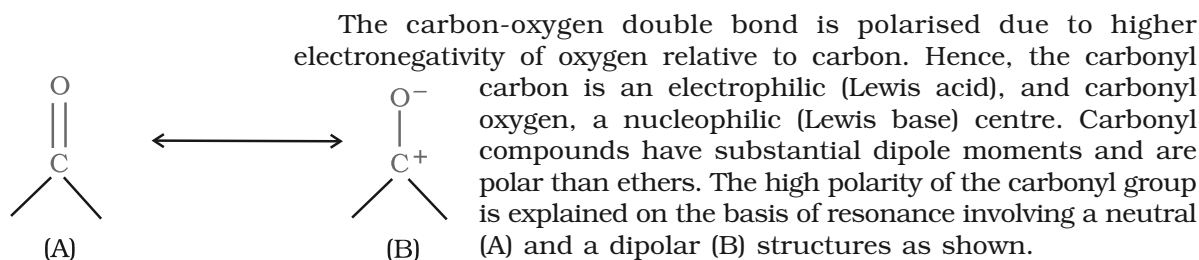 The carbon-oxygen double bond is polarised due to higher
electronegativity of oxygen relative to carbon. Hence, the carbonyl
carbon is an electrophilic (Lewis acid), and carbonyl
oxygen, a nucleophilic (Lewis base) centre. Carbonyl
compounds have substantial dipole moments and are
polar than ethers. The high polarity of the carbonyl group
is explained on the basis of resonance involving a neutral
(A) and a dipolar (B) structures as shown.
O
C
(A)
O−
C+
(B)